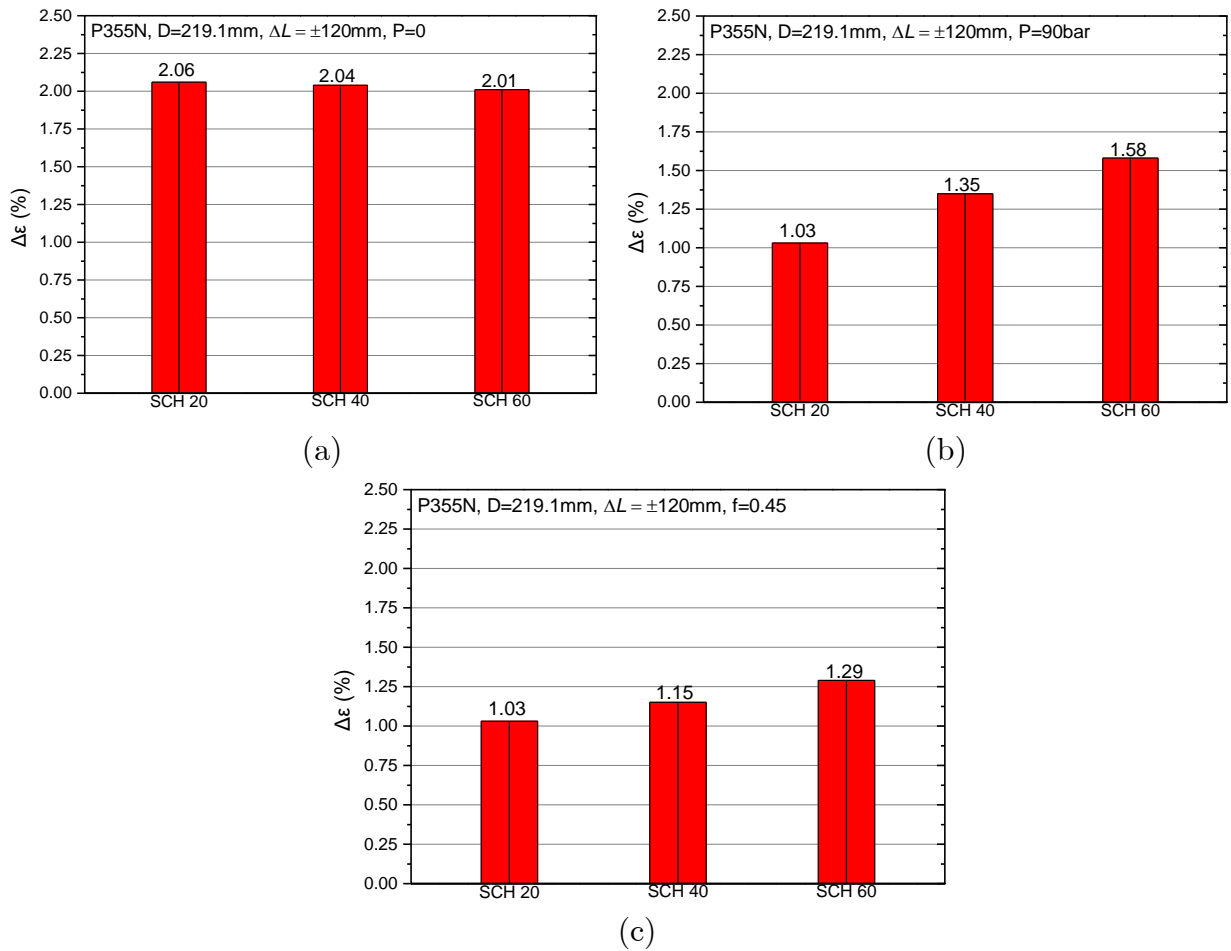 P355N, D=219.1mm, ΔL = ±120mm, P=0
2.50
2.25
2.00
1.75
1.50
1.25
1.00
0.75
0.50
0.25
0.00
Δε (%)
2.06
2.04
2.01
SCH 20
SCH 40
SCH 60
(a)
P355N, D=219.1mm, ΔL = ±120mm, P=90bar
2.50
2.25
2.00
1.75
1.50
1.25
1.00
0.75
0.50
0.25
0.00
Δε (%)
1.03
1.35
1.58
SCH 20
SCH 40
SCH 60
(b)
P355N, D=219.1mm, ΔL = ±120mm, f=0.45
2.50
2.25
2.00
1.75
1.50
1.25
1.00
0.75
0.50
0.25
0.00
Δε (%)
1.03
1.15
1.29
SCH 20
SCH 40
SCH 60
(c)